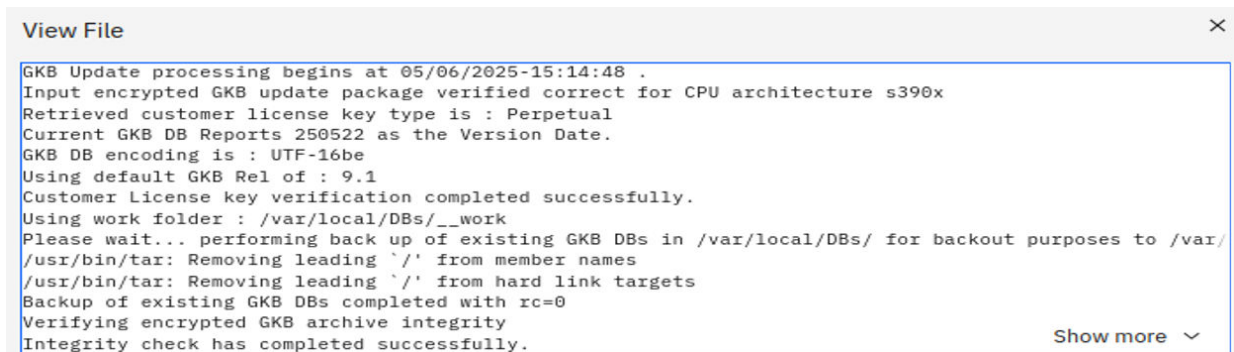 View File
GKB Update processing begins at 05/06/2025-15:14:48 .
Input encrypted GKB update package verified correct for CPU architecture s390x
Retrieved customer license key type is : Perpetual
Current GKB DB Reports 250522 as the Version Date.
GKB DB encoding is : UTF-16be
Using default GKB Rel of : 9.1
Customer License key verification completed successfully.
Using work folder : /var/local/DBs/__work
Please wait... performing back up of existing GKB DBs in /var/local/DBs/ for backout purposes to /var/
/usr/bin/tar: Removing leading `/' from member names
/usr/bin/tar: Removing leading `/' from hard link targets
Backup of existing GKB DBs completed with rc=0
Verifying encrypted GKB archive integrity
Integrity check has completed successfully.
Show more